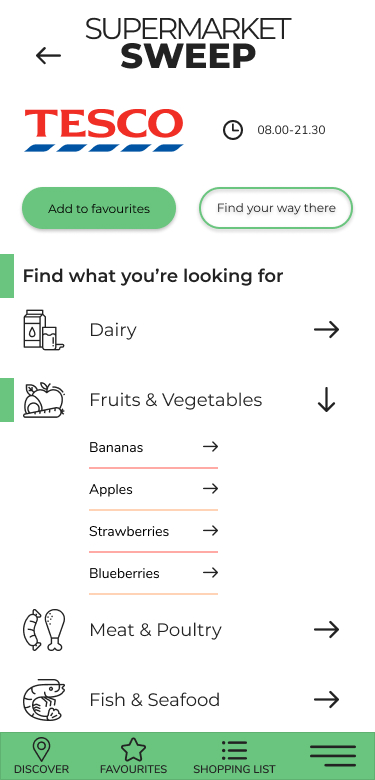 SUPERMARKET
SWEEP
TESCO
08.00-21.30
Add to favourites
Find your way there
Find what you’re looking for
Dairy
Fruits & Vegetables
Bananas
Apples
Strawberries
Blueberries
Meat & Poultry
Fish & Seafood
DISCOVER
FAVOURITES
SHOPPING LIST